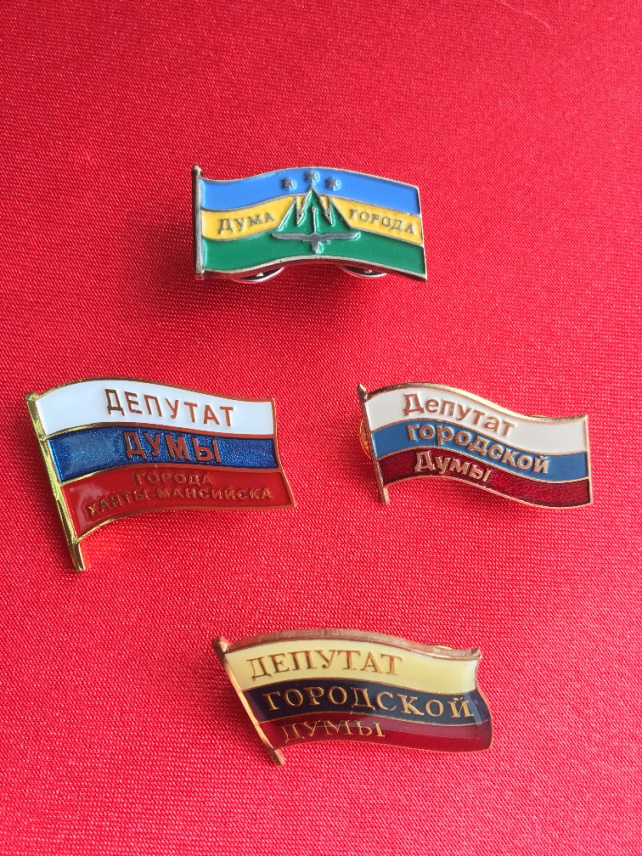 ДУМА ГОРОДА
ДЕПУТАТ
ДУМЫ
ГОРОДА
ХАНТЫ-МАНСИЙСКА
Депутат
городской
Думы
ДЕПУТАТ
ГОРОДСКОЙ
ДУМЫ